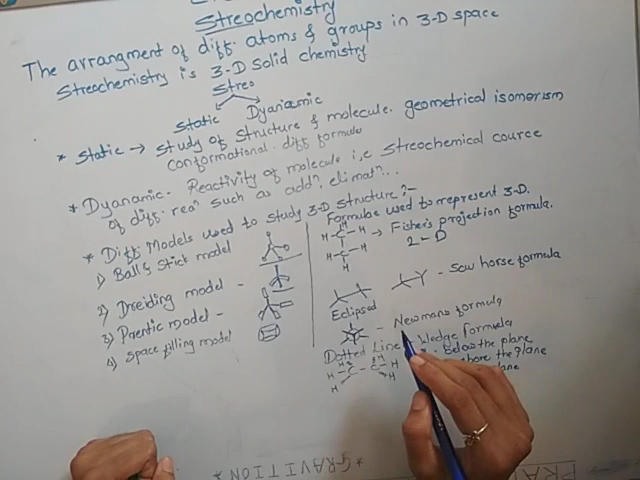 Streochemistry
The arrangment of diff. atoms & groups in 3-D space
Streochemistry is 3-D solid chemistry
Streo
Static Dyanamic
* Static → study of structure of molecule. geometrical isomerism
conformational. diff formula
* Dyanamic- Reactivity of molecule i,e streochemical cource
of diff. rean such as addn, elimatn...
* Diff Models used to study 3-D structure :-
1) Ball & Stick model
2) Dreiding model -
3) Prentic model -
4) Space filling model
Formulae used to represent 3-D.
H-C-H → Fisher's projection formula.
H-C-H 2-D
H
Saw horse formula
Eclipsed
Newmans formula
Dotted Line Wedge formula
below the plane
above the plane
plane
H H
H-C-C-H
H H
* GRAVITION *
PRA